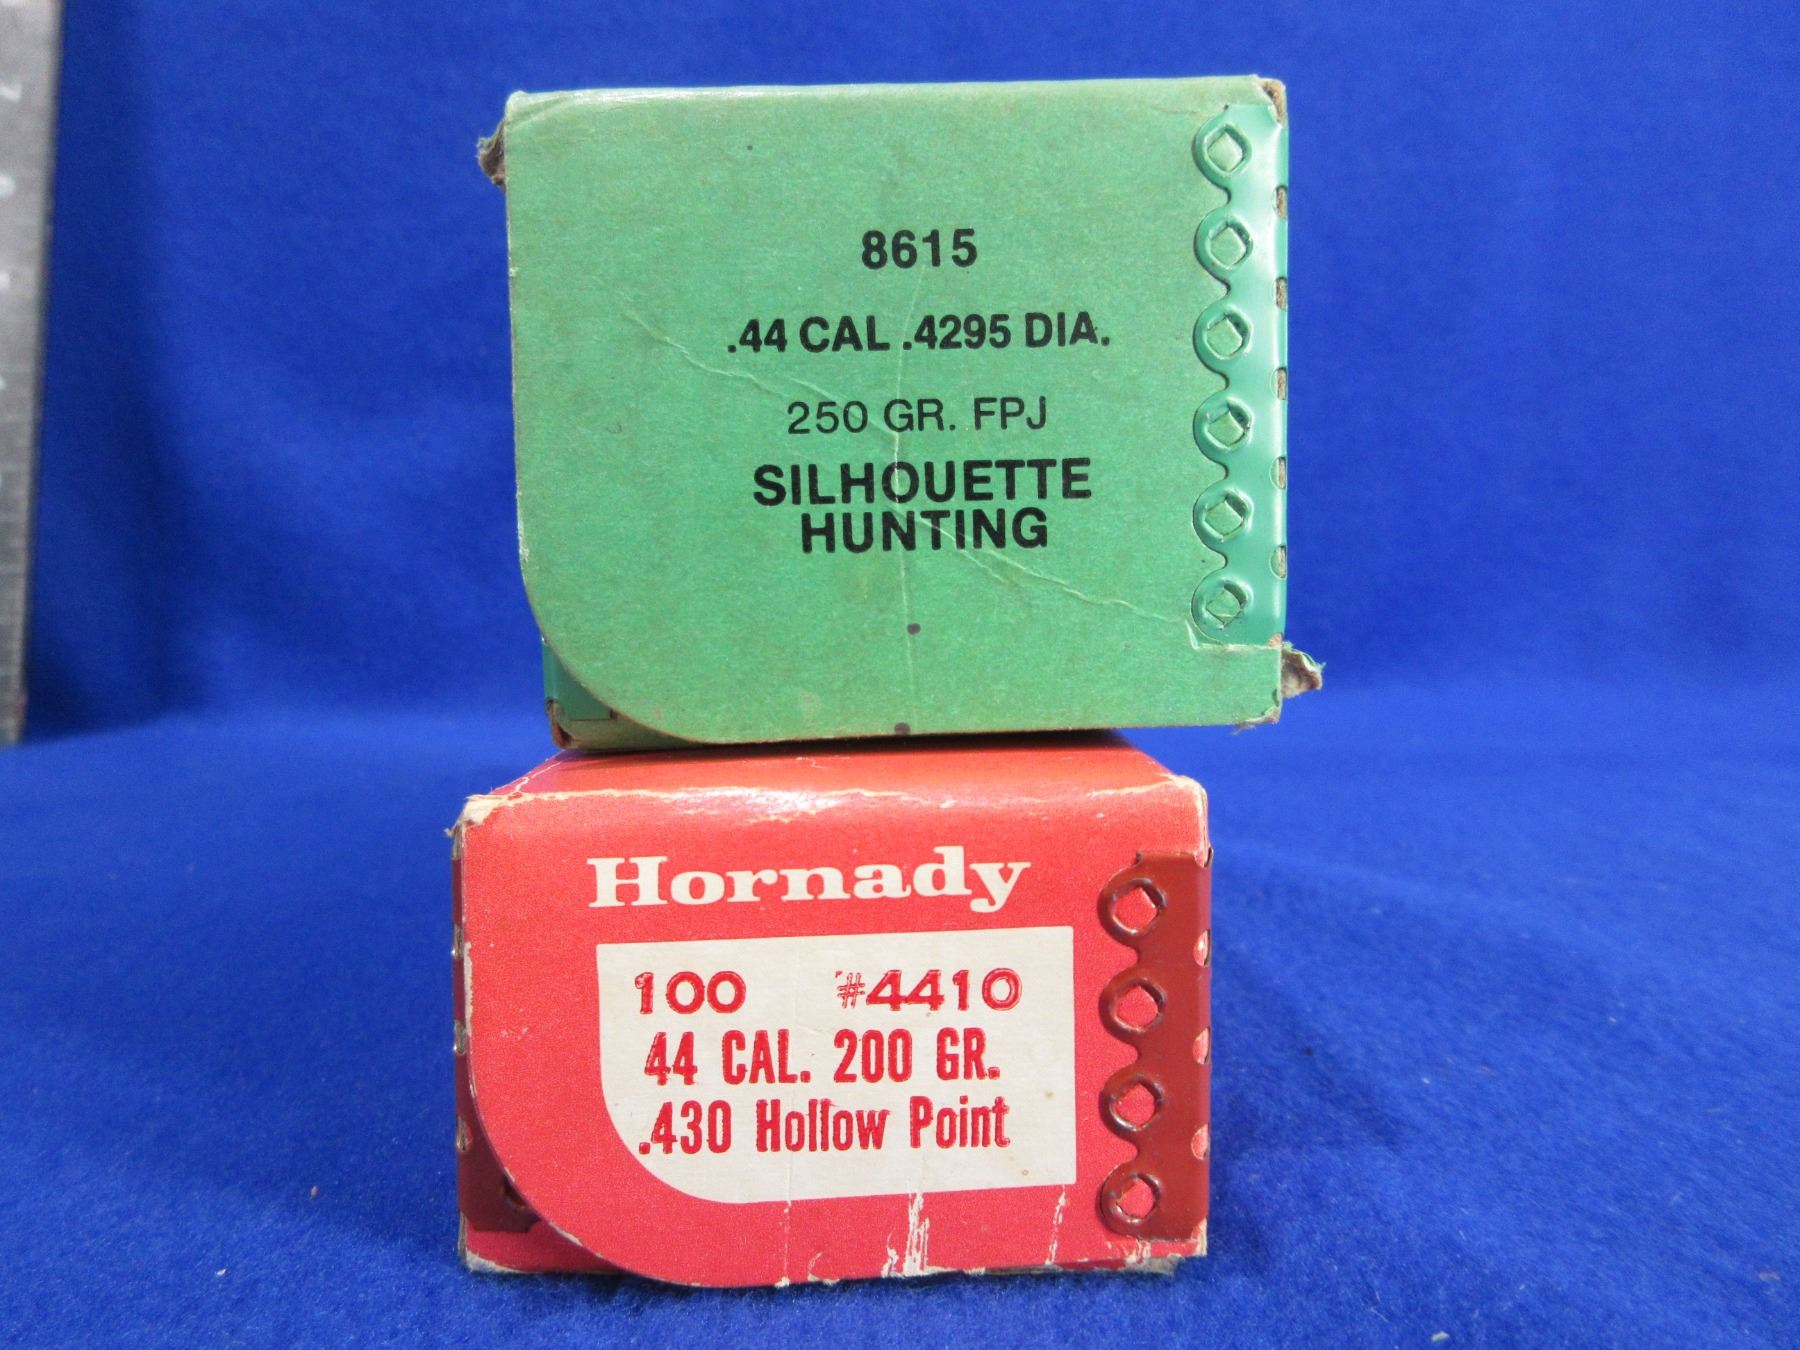 8615
.44 CAL .4295 DIA.
250 GR. FPJ
SILHOUETTE
HUNTING
Hornady
100 #4410
44 CAL. 200 GR.
.430 Hollow Point